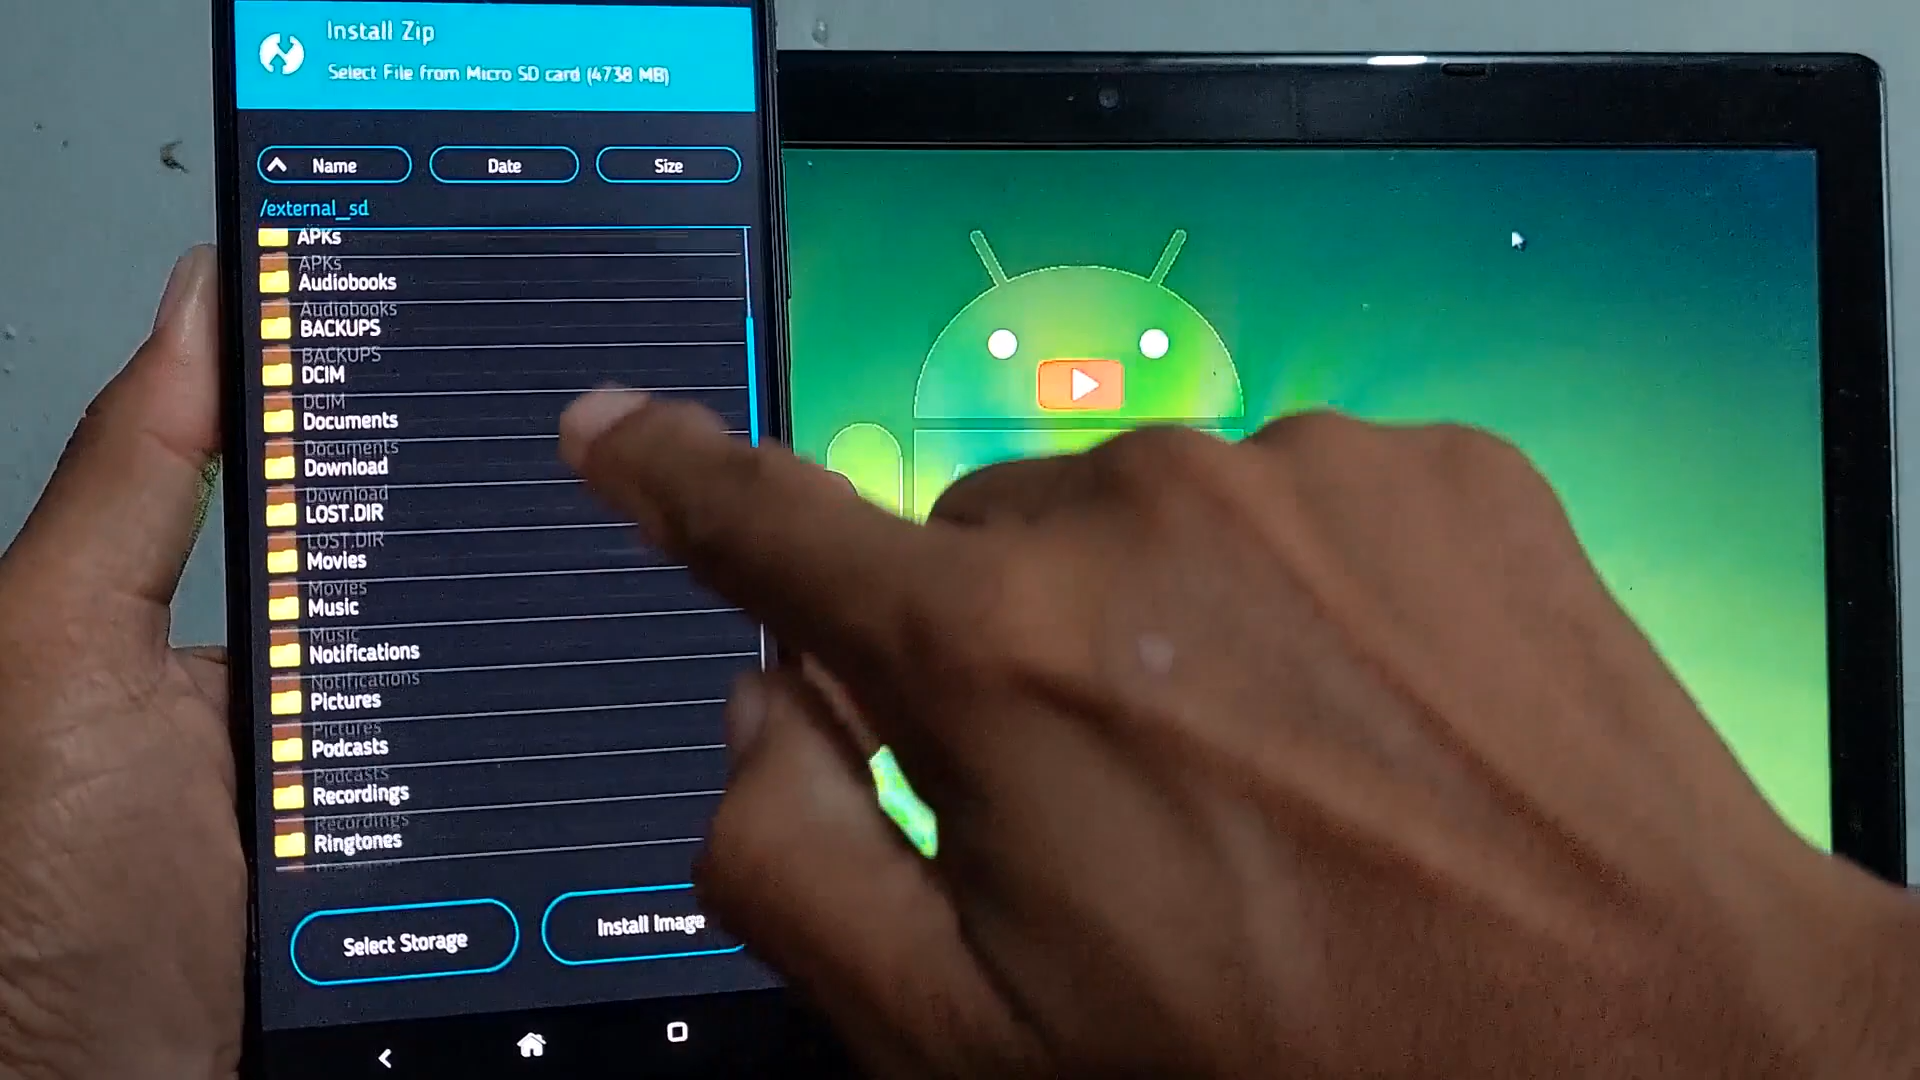 Install Zip
Select File from Micro SD card (4738 MB)
Name Date Size
/external_sd
APKs
APKs
Audiobooks
Audiobooks
BACKUPS
BACKUPS
DCIM
DCIM
Documents
Documents
Download
Download
LOST.DIR
LOST.DIR
Movies
Movies
Music
Music
Notifications
Notifications
Pictures
Pictures
Podcasts
Podcasts
Recordings
Recordings
Ringtones
Select Storage Install Image